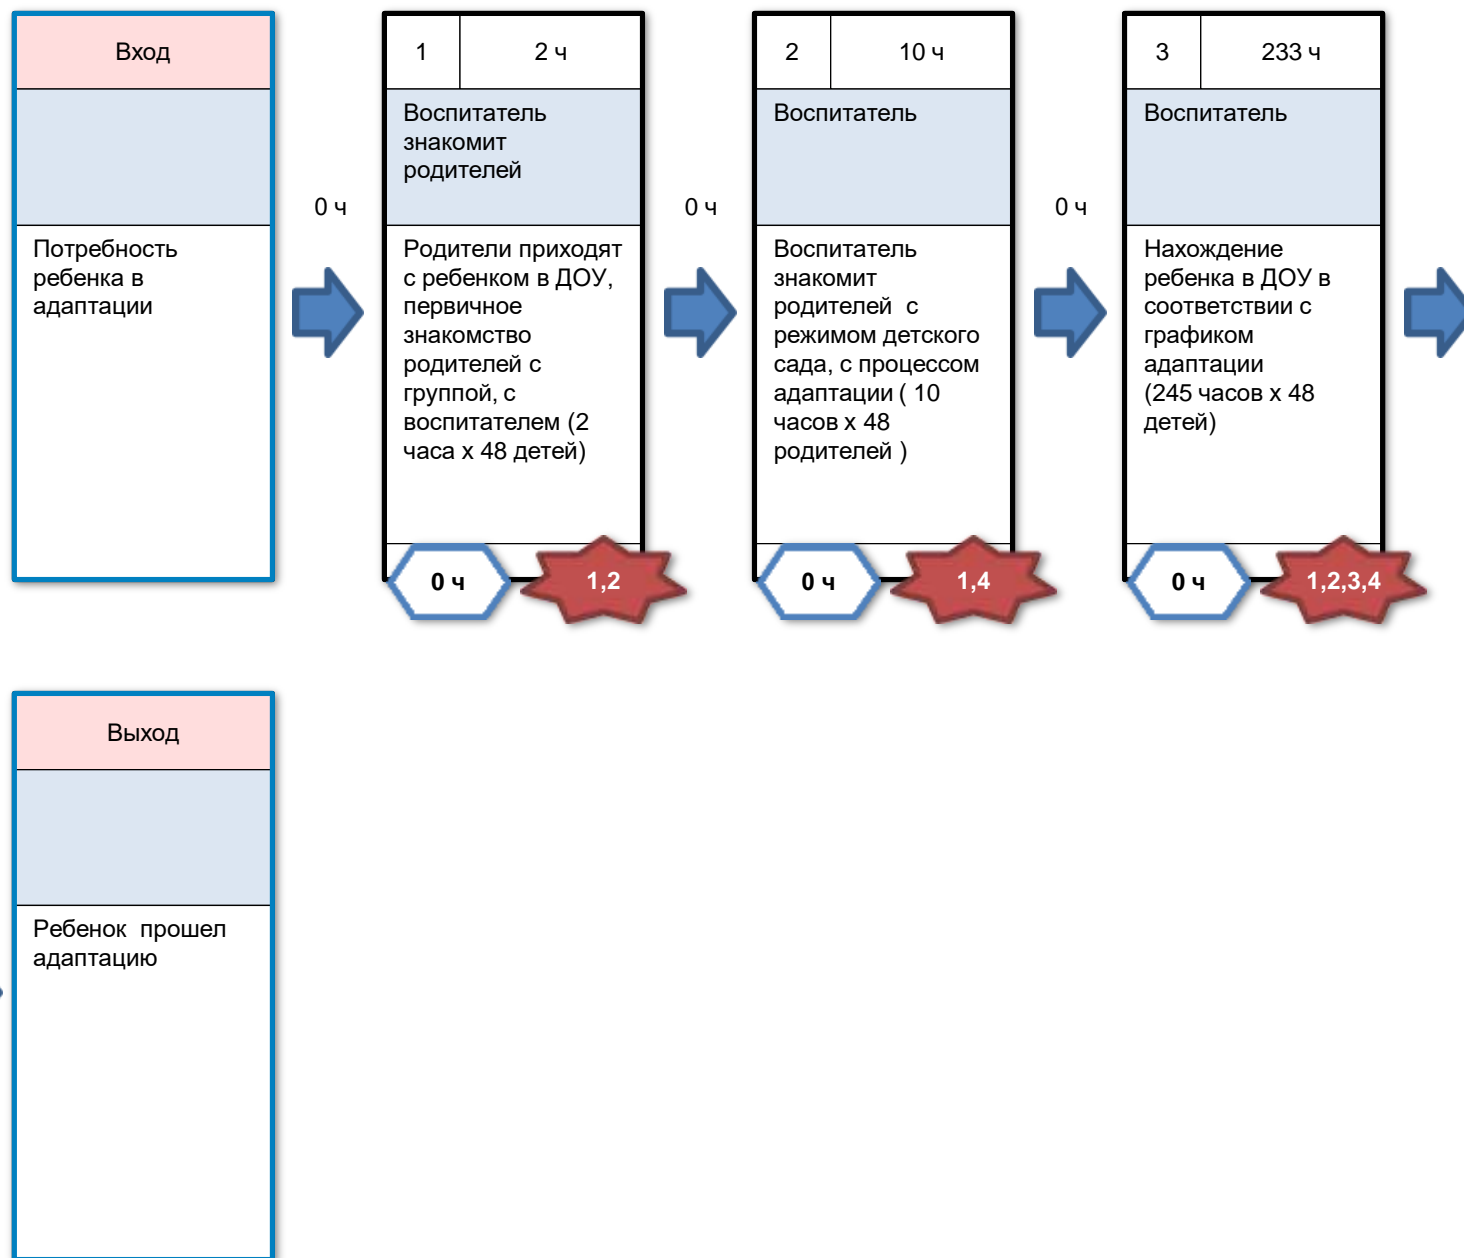 Вход
Потребность
ребенка в
адаптации
0 ч
1
2 ч
Воспитатель
знакомит
родителей
Родители приходят
с ребенком в ДОУ,
первичное
знакомство
родителей с
группой, с
воспитателем (2
часа х 48 детей)
0 ч
1,2
0 ч
2
10 ч
Воспитатель
Воспитатель
знакомит
родителей с
режимом детского
сада, с процессом
адаптации ( 10
часов х 48
родителей )
0 ч
1,4
0 ч
3
233 ч
Воспитатель
Нахождение
ребенка в ДОУ в
соответствии с
графиком
адаптации
(245 часов х 48
детей)
0 ч
1,2,3,4
Выход
Ребенок прошел
адаптацию